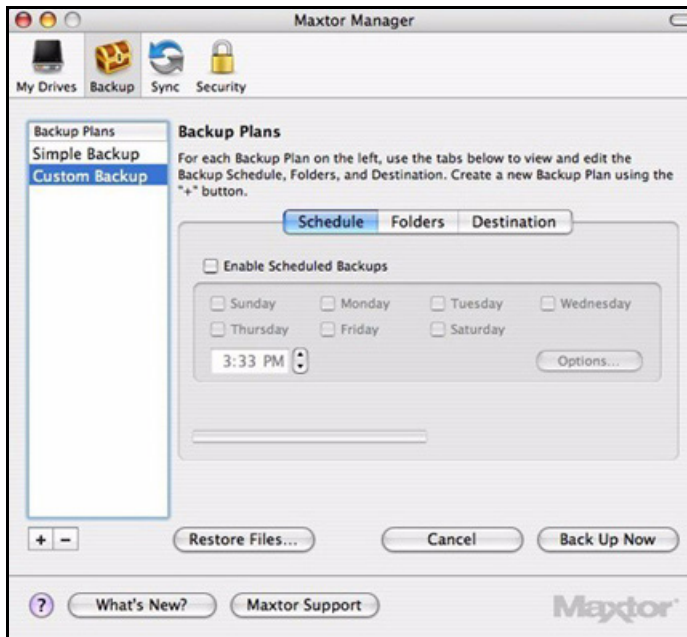 Maxtor Manager
My Drives Backup Sync Security
Backup Plans
Simple Backup
Custom Backup
Backup Plans
For each Backup Plan on the left, use the tabs below to view and edit the
Backup Schedule, Folders, and Destination. Create a new Backup Plan using the
"+" button.
Schedule Folders Destination
Enable Scheduled Backups
Sunday Monday Tuesday Wednesday
Thursday Friday Saturday
3:33 PM Options...
+ − Restore Files... Cancel Back Up Now
? What's New? Maxtor Support Maxtor